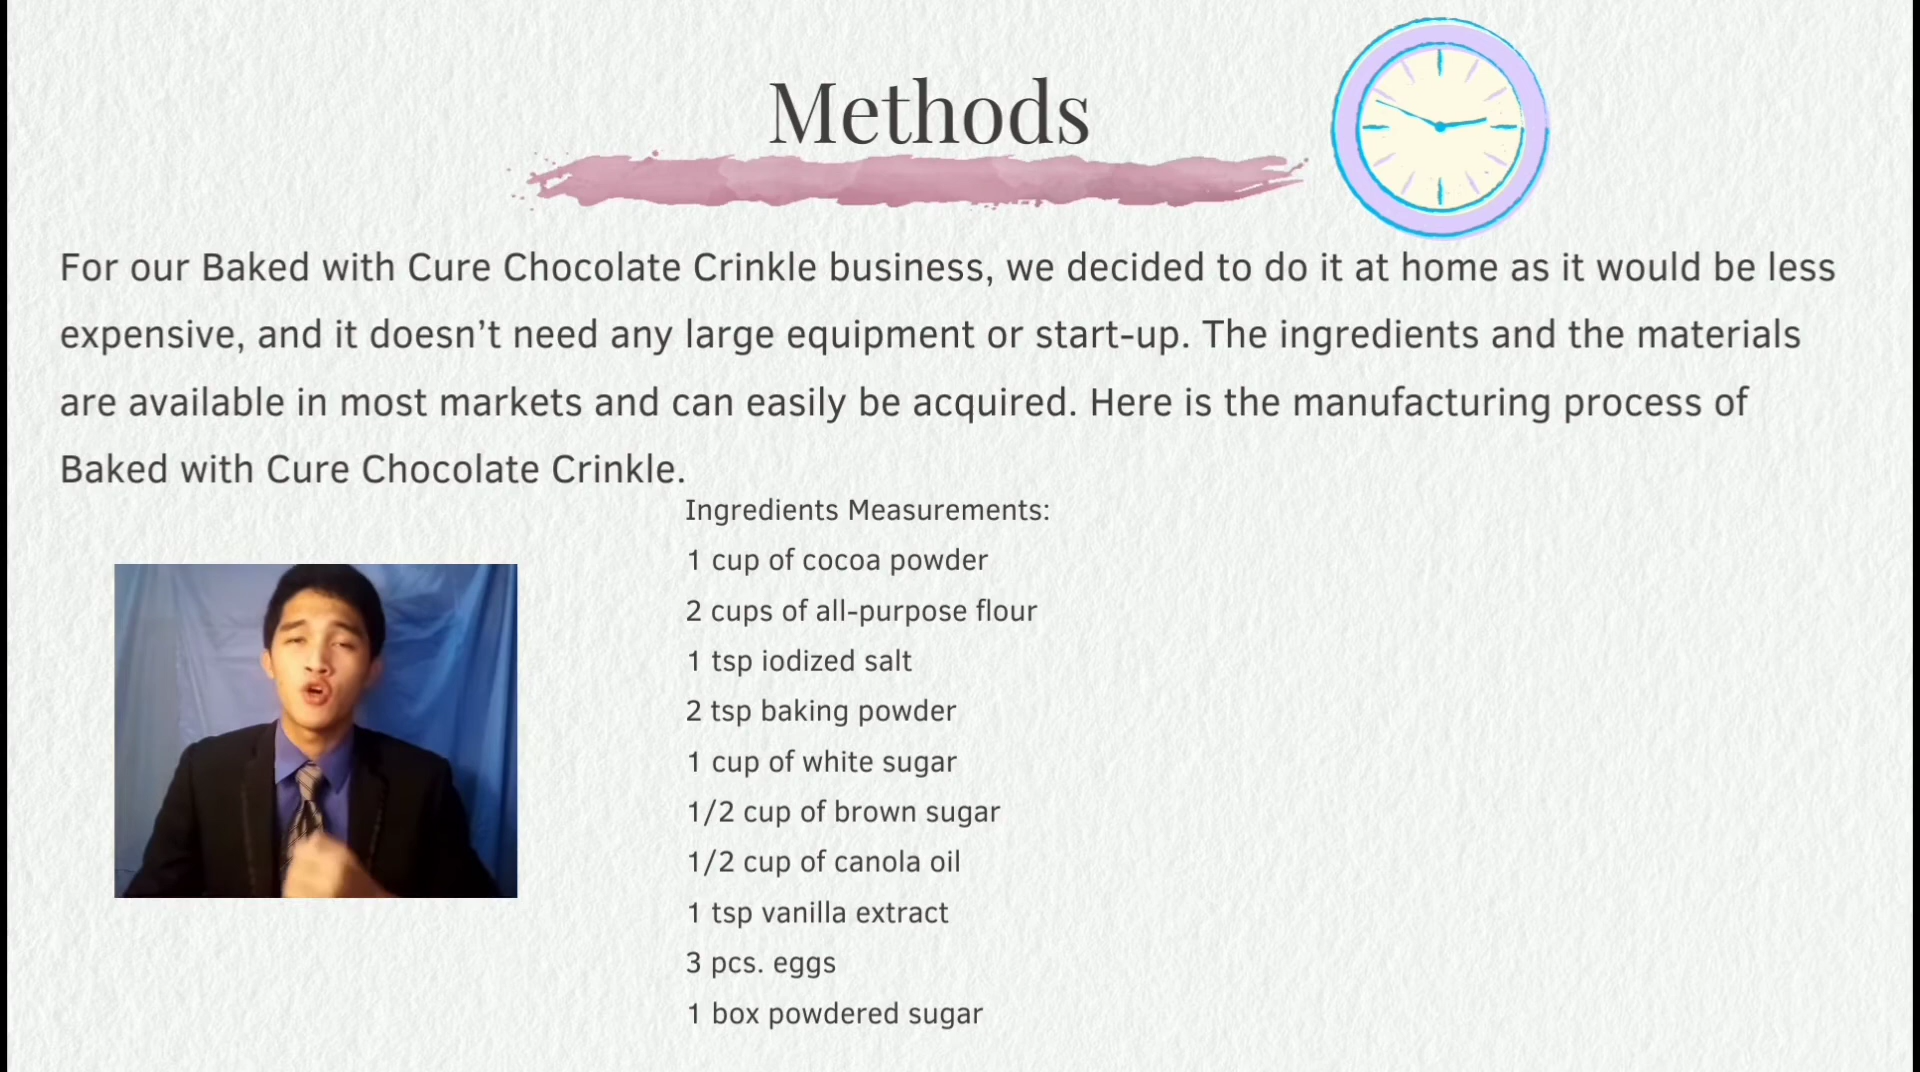 Methods
For our Baked with Cure Chocolate Crinkle business, we decided to do it at home as it would be less
expensive, and it doesn’t need any large equipment or start-up. The ingredients and the materials
are available in most markets and can easily be acquired. Here is the manufacturing process of
Baked with Cure Chocolate Crinkle.
Ingredients Measurements:
1 cup of cocoa powder
2 cups of all-purpose flour
1 tsp iodized salt
2 tsp baking powder
1 cup of white sugar
1/2 cup of brown sugar
1/2 cup of canola oil
1 tsp vanilla extract
3 pcs. eggs
1 box powdered sugar